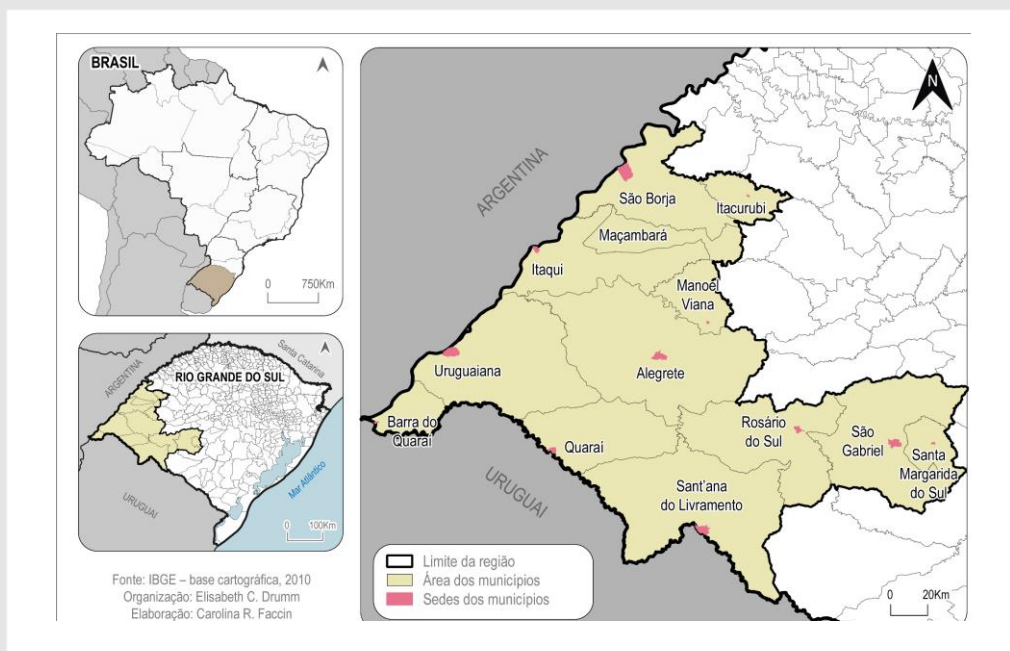 BRASIL
0 750Km
ARGENTINA
Santa Catarina
RIO GRANDE DO SUL
URUGUAI
Mar Atlântico
0 100Km
Fonte: IBGE – base cartográfica, 2010
Organização: Elisabeth C. Drumm
Elaboração: Carolina R. Faccin
N
ARGENTINA
São Borja
Itacurubi
Maçambará
Itaqui
Manoel
Viana
Uruguaiana
Alegrete
Barra do
Quaraí
Quaraí
Rosário
do Sul
São
Gabriel
Santa
Margarida
do Sul
Sant'ana
do Livramento
URUGUAI
Limite da região
Área dos municípios
Sedes dos municípios
0 20Km